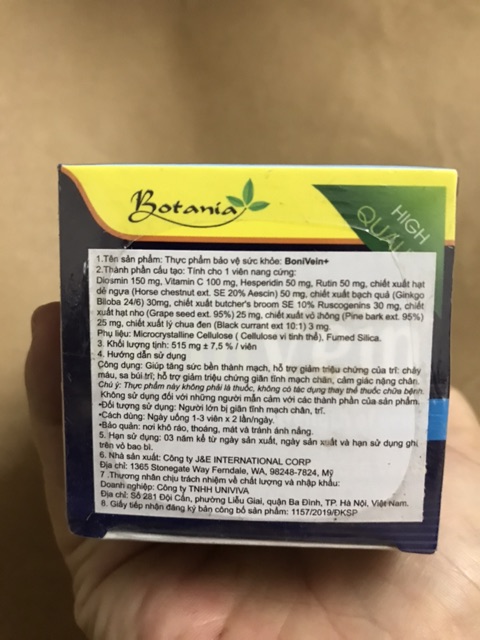 Botania
HIGH
QUALI
1.Tên sản phẩm: Thực phẩm bảo vệ sức khỏe: BoniVein+
2.Thành phần cấu tạo: Tính cho 1 viên nang cứng:
Diosmin 150 mg, Vitamin C 100 mg, Hesperidin 50 mg, Rutin 50 mg, chiết xuất hạt
dẻ ngựa (Horse chestnut ext. SE 20% Aescin) 50 mg, chiết xuất bạch quả (Ginkgo
Biloba 24/6) 30mg, chiết xuất butcher's broom SE 10% Ruscogenins 30 mg, chiết
xuất hạt nho (Grape seed ext. 95%) 25 mg, chiết xuất vỏ thông (Pine bark ext. 95%)
25 mg, chiết xuất lý chua đen (Black currant ext 10:1) 3 mg.
Phụ liệu: Microcrystalline Cellulose ( Cellulose vi tinh thể), Fumed Silica.
3. Khối lượng tịnh: 515 mg ± 7,5 % / viên
4. Hướng dẫn sử dụng
Công dụng: Giúp tăng sức bền thành mạch, hỗ trợ giảm triệu chứng của trĩ: chảy
máu, sa búi trĩ; hỗ trợ giảm triệu chứng giãn tĩnh mạch chân, cảm giác nặng chân.
Chú ý: Thực phẩm này không phải là thuốc, không có tác dụng thay thế thuốc chữa bệnh.
Không sử dụng đối với những người mẫn cảm với các thành phần của sản phẩm.
•Đối tượng sử dụng: Người lớn bị giãn tĩnh mạch chân, trĩ.
•Cách dùng: Ngày uống 1-3 viên x 2 lần/ngày.
•Bảo quản: nơi khô ráo, thoáng, mát và tránh ánh nắng.
5. Hạn sử dụng: 03 năm kể từ ngày sản xuất, ngày sản xuất và hạn sử dụng ghi
trên vỏ bao bì.
6. Nhà sản xuất: Công ty J&E INTERNATIONAL CORP
Địa chỉ: 1365 Stonegate Way Ferndale, WA, 98248-7824, Mỹ
7.Thương nhân chịu trách nhiệm về chất lượng và nhập khẩu:
Doanh nghiệp: Công ty TNHH UNIVIVA
Địa chỉ: Số 281 Đội Cấn, phường Liễu Giai, quận Ba Đình, TP. Hà Nội, Việt Nam.
8. Giấy tiếp nhận đăng ký bản công bố sản phẩm: 1157/2019/ĐKSP